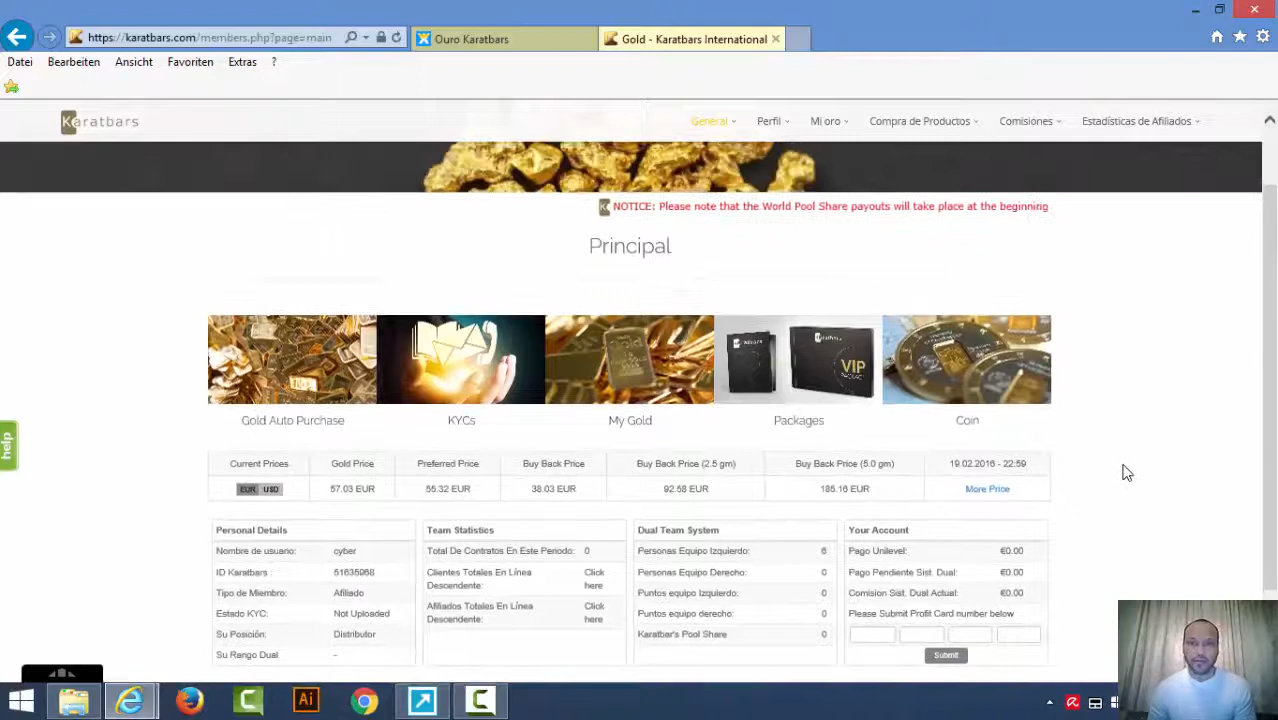 https://karatbars.com/members.php?page=main
Ouro Karatbars
Gold - Karatbars International
Datei Bearbeiten Ansicht Favoriten Extras ?
Karatbars
General Perfil Mi oro Compra de Productos Comisiones Estadísticas de Afiliados
NOTICE: Please note that the World Pool Share payouts will take place at the beginning
Principal
VIP
Gold Auto Purchase KYCs My Gold Packages Coin
help
Current Prices Gold Price Preferred Price Buy Back Price Buy Back Price (2.5 gm) Buy Back Price (5.0 gm) 19.02.2016 - 22:59
EUR USD 57.03 EUR 55.32 EUR 38.03 EUR 92.58 EUR 185.16 EUR More Price
Personal Details
Nombre de usuario: cyber
ID Karatbars : 51635968
Tipo de Miembro: Afiliado
Estado KYC: Not Uploaded
Su Posición: Distributor
Su Rango Dual -
Team Statistics
Total De Contratos En Este Periodo: 0
Clientes Totales En Línea Click
Descendente: here
Afiliados Totales En Línea Click
Descendente: here
Dual Team System
Personas Equipo Izquierdo: 6
Personas Equipo Derecho: 0
Puntos equipo Izquierdo: 0
Puntos equipo derecho: 0
Karatbar's Pool Share 0
Your Account
Pago Unilevel: €0.00
Pago Pendiente Sist. Dual: €0.00
Comision Sist. Dual Actual: €0.00
Please Submit Profit Card number below
Submit
Ai